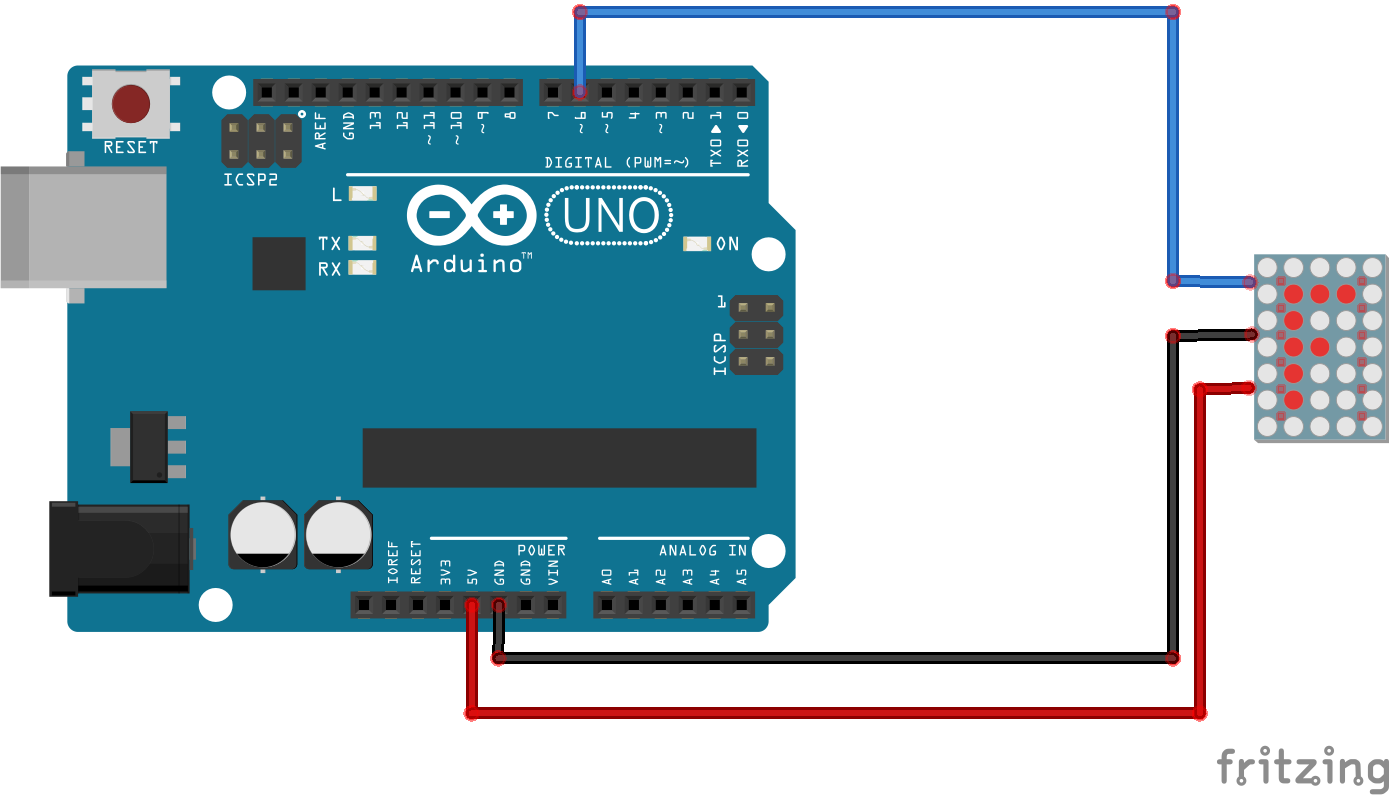 RESET
ICSP2
AREF
GND
13
12
~11
~10
~9
8
7
~6
~5
4
~3
2
TX0▶1
RX0◀0
DIGITAL (PWM=~)
L
TX
RX
UNO
Arduino™
ON
1
ICSP
IOREF
RESET
3V3
5V
GND
GND
VIN
POWER
ANALOG IN
A0
A1
A2
A3
A4
A5
fritzing